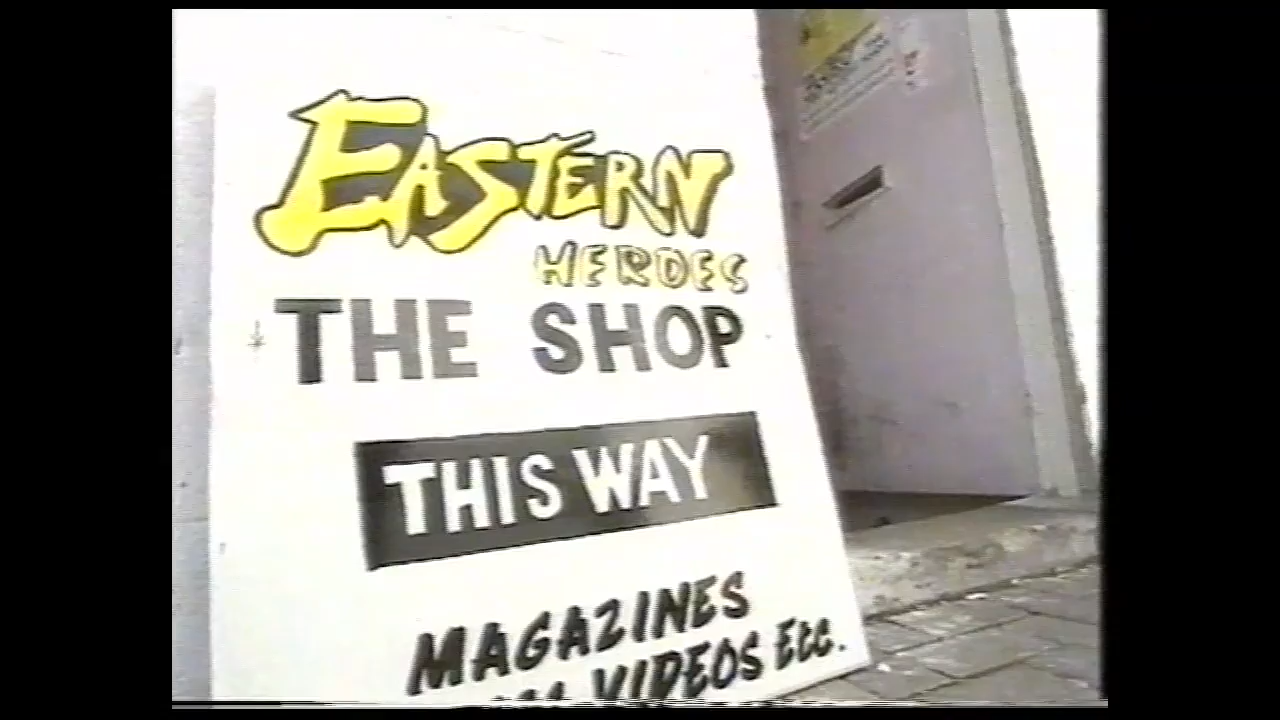 EASTERN
HEROES
THE SHOP
THIS WAY
MAGAZINES
VIDEOS Etc.